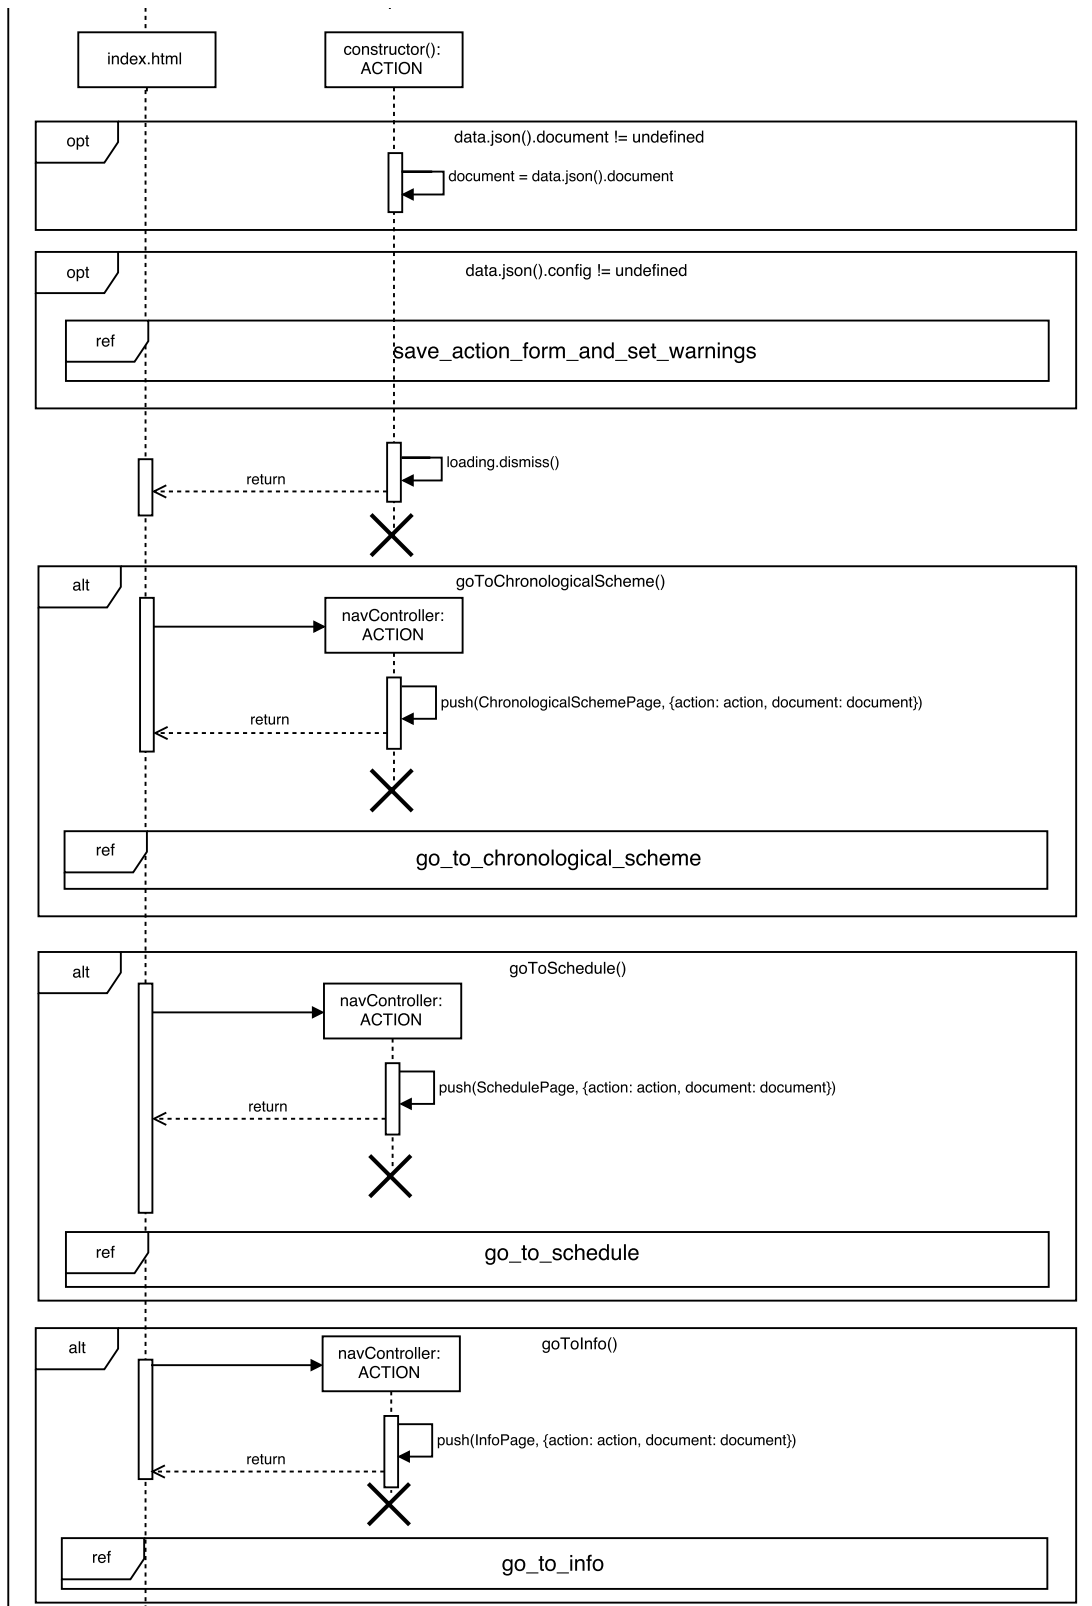 index.html
constructor():
ACTION
opt
data.json().document != undefined
document = data.json().document
opt
data.json().config != undefined
ref
save_action_form_and_set_warnings
loading.dismiss()
return
alt
goToChronologicalScheme()
navController:
ACTION
push(ChronologicalSchemePage, {action: action, document: document})
return
ref
go_to_chronological_scheme
alt
goToSchedule()
navController:
ACTION
push(SchedulePage, {action: action, document: document})
return
ref
go_to_schedule
alt
goToInfo()
navController:
ACTION
push(InfoPage, {action: action, document: document})
return
ref
go_to_info